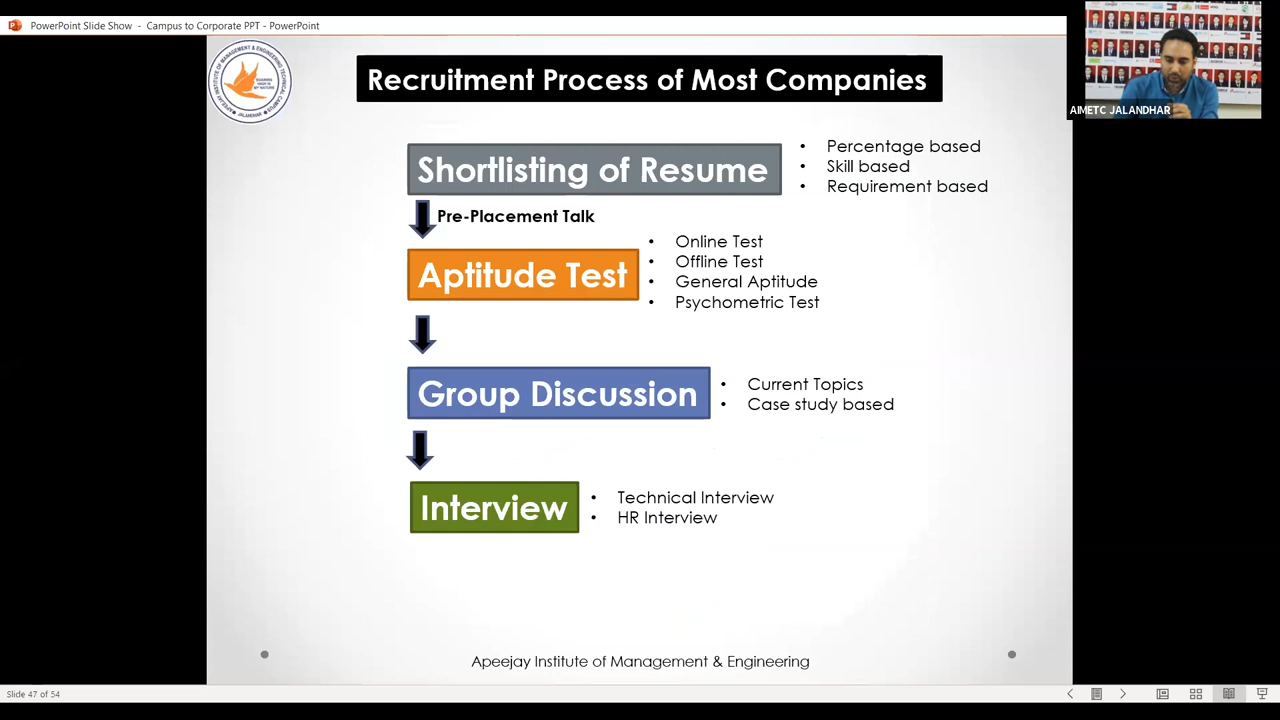 PowerPoint Slide Show - Campus to Corporate PPT - PowerPoint
Recruitment Process of Most Companies
AIMETC JALANDHAR
Shortlisting of Resume
• Percentage based
• Skill based
• Requirement based
Pre-Placement Talk
Aptitude Test
• Online Test
• Offline Test
• General Aptitude
• Psychometric Test
Group Discussion
• Current Topics
• Case study based
Interview
• Technical Interview
• HR Interview
Apeejay Institute of Management & Engineering
Slide 47 of 54